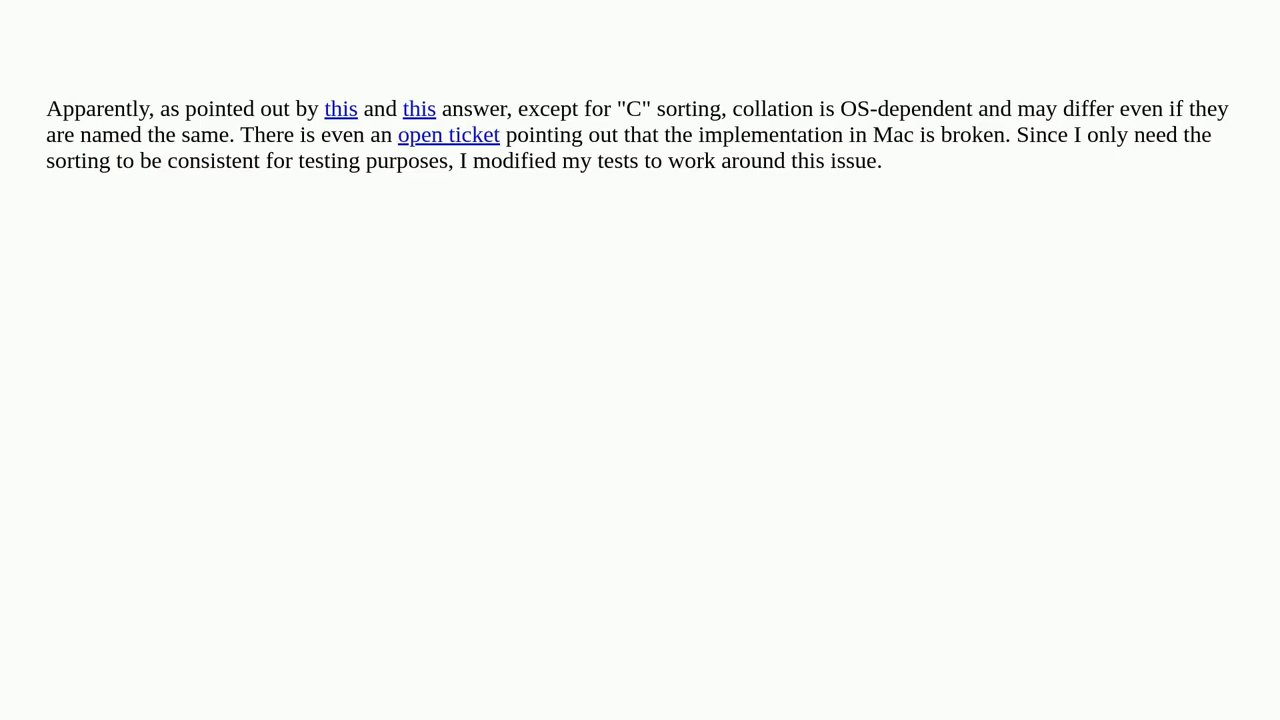 Apparently, as pointed out by this and this answer, except for "C" sorting, collation is OS-dependent and may differ even if they
are named the same. There is even an open ticket pointing out that the implementation in Mac is broken. Since I only need the
sorting to be consistent for testing purposes, I modified my tests to work around this issue.